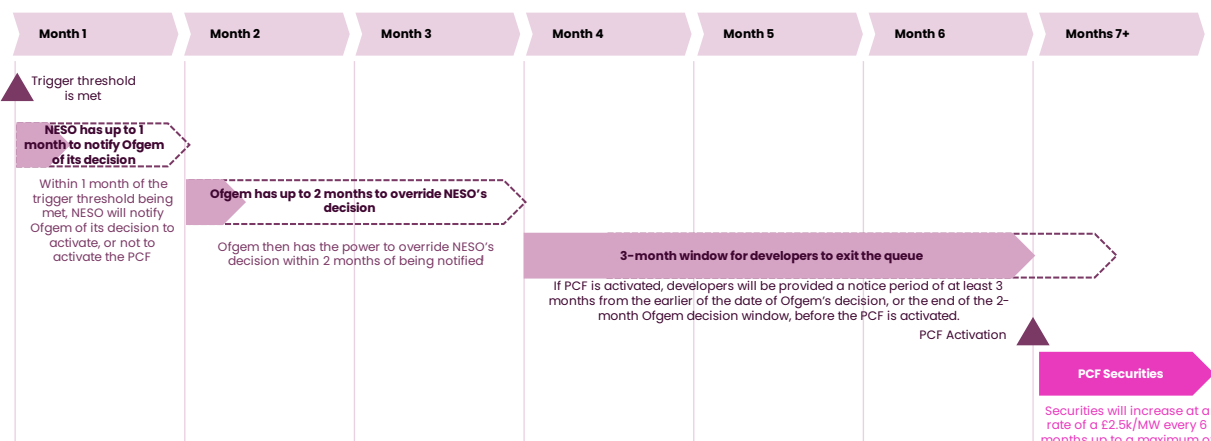 Month 1
Month 2
Month 3
Month 4
Month 5
Month 6
Months 7+
Trigger threshold
is met
NESO has up to 1
month to notify Ofgem
of its decision
Within 1 month of the
trigger threshold being
met, NESO will notify
Ofgem of its decision to
activate, or not to
activate the PCF
Ofgem has up to 2 months to override NESO’s
decision
Ofgem then has the power to override NESO’s
decision within 2 months of being notified
3-month window for developers to exit the queue
If PCF is activated, developers will be provided a notice period of at least 3
months from the earlier of the date of Ofgem’s decision, or the end of the 2-
month Ofgem decision window, before the PCF is activated.
PCF Activation
PCF Securities
Securities will increase at a
rate of a £2.5k/MW every 6
months up to a maximum o